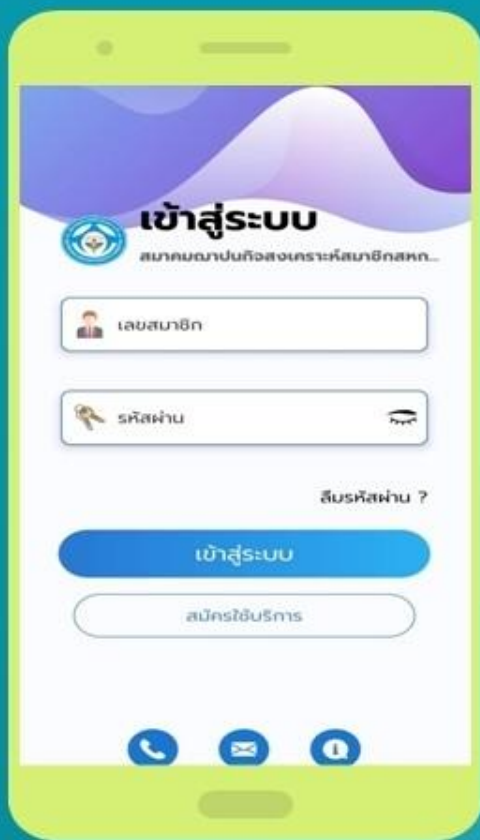 เข้าสู่ระบบ
สมาคมฌาปนกิจสงเคราะห์สมาชิกสหก...
เลขสมาชิก
รหัสผ่าน
ลืมรหัสผ่าน ?
เข้าสู่ระบบ
สมัครใช้บริการ